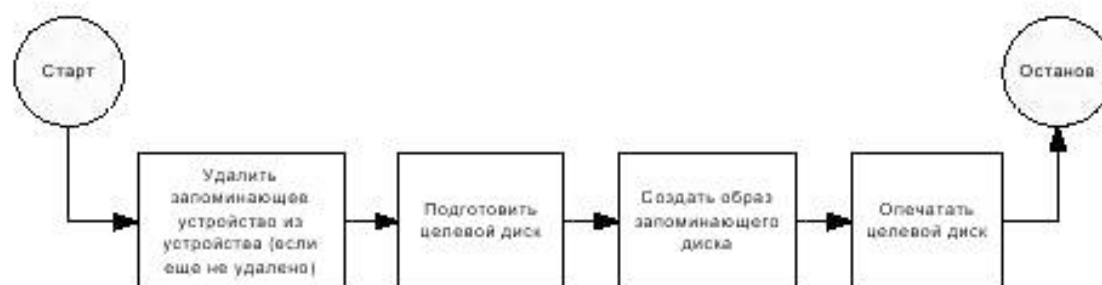 Старт
Останов
Удалить
запоминающее
устройство из
устройства (если
еще не удалено)
Подготовить
целевой диск
Создать образ
запоминающего
диска
Опечатать
целевой диск